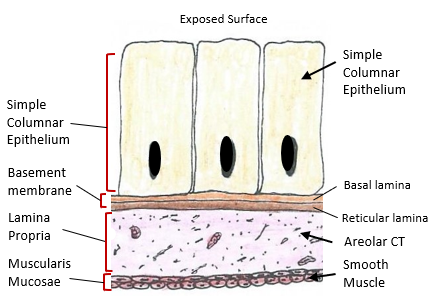 Exposed Surface
Simple
Columnar
Epithelium
Simple
Columnar
Epithelium
Basement
membrane
Basal lamina
Lamina
Propria
Reticular lamina
Areolar CT
Muscularis
Mucosae
Smooth
Muscle